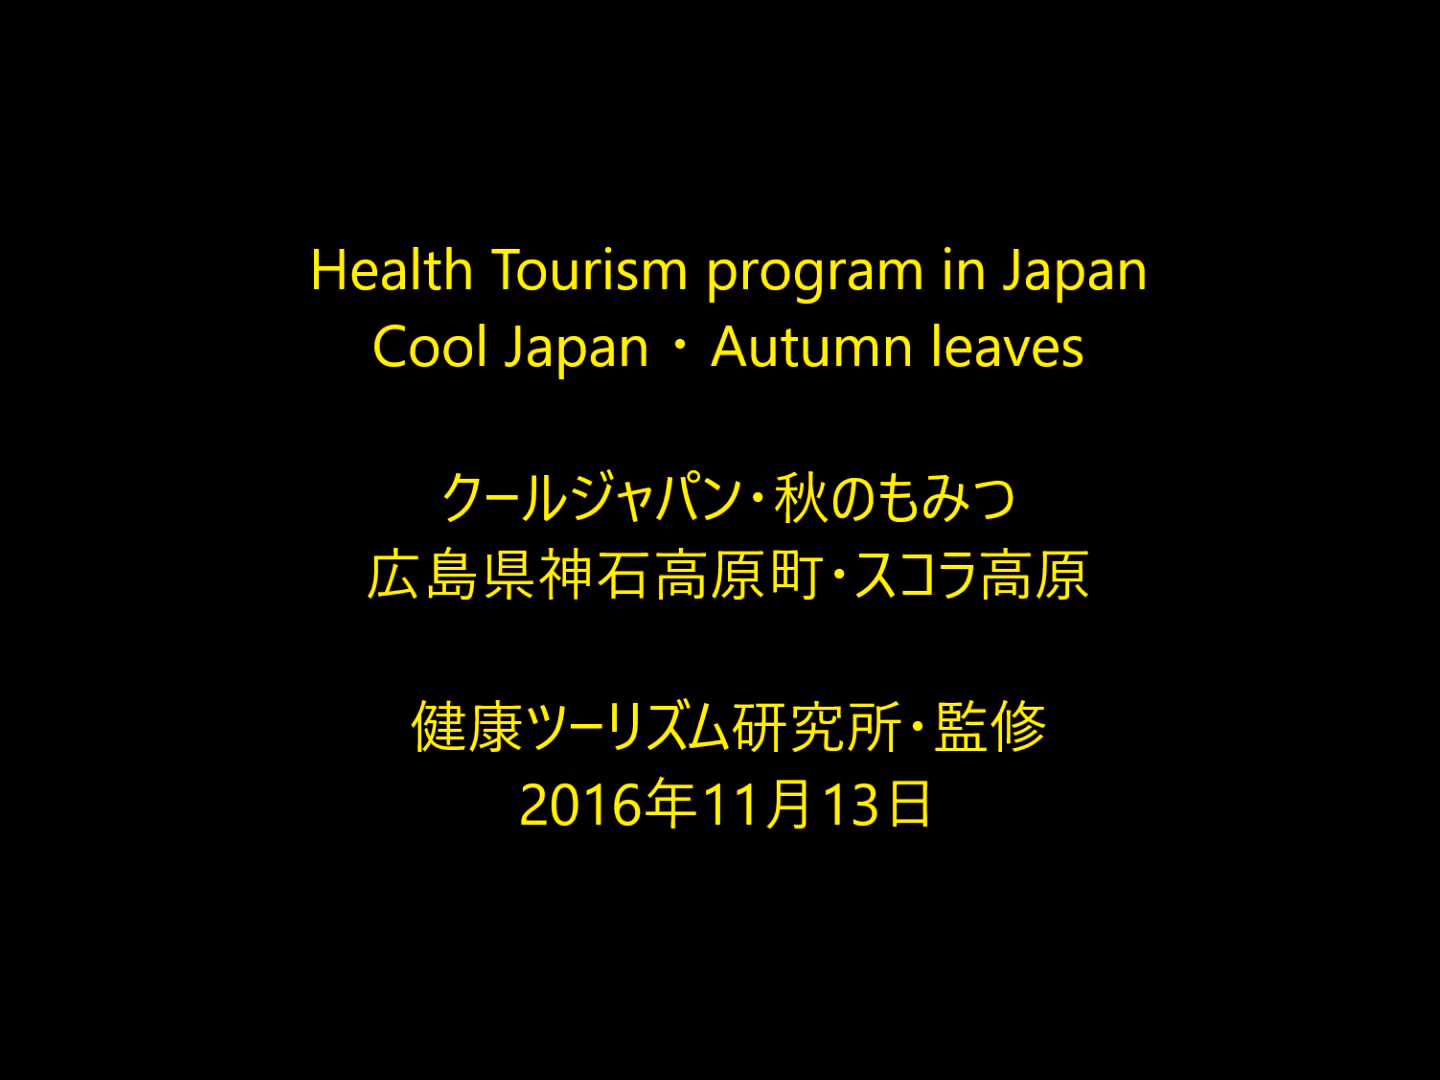 Health Tourism program in Japan
Cool Japan・Autumn leaves
クールジャパン・秋のもみつ
広島県神石高原町・スコラ高原
健康ツーリズム研究所・監修
2016年11月13日